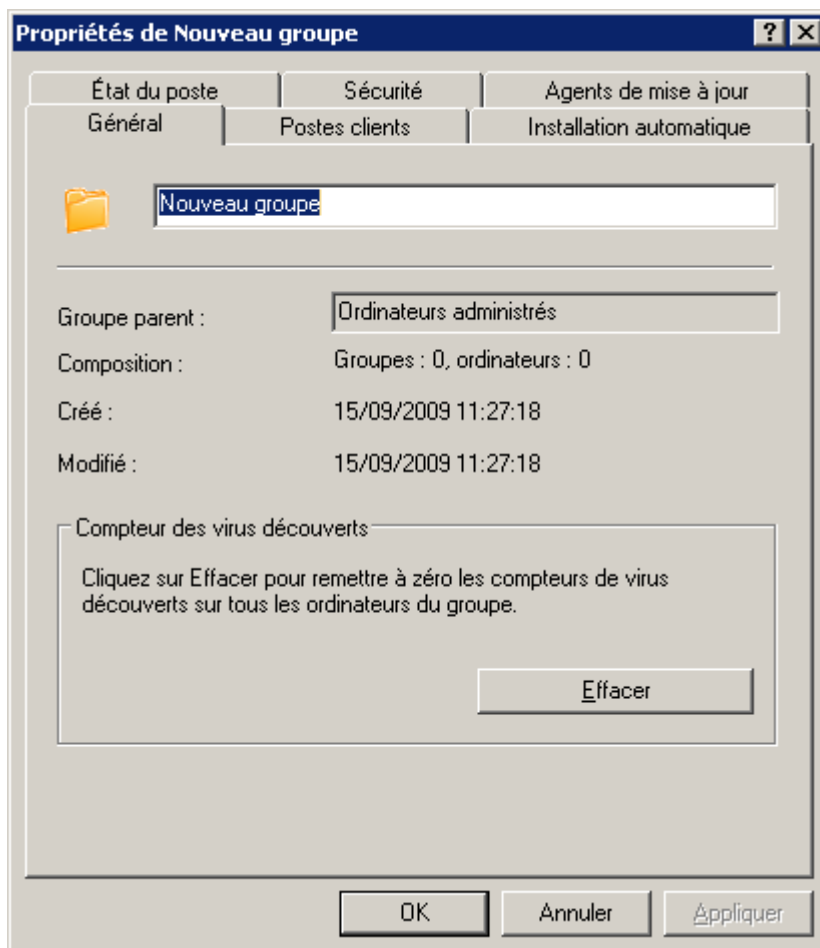 Propriétés de Nouveau groupe
État du poste
Sécurité
Agents de mise à jour
Général
Postes clients
Installation automatique
Nouveau groupe
Groupe parent :
Ordinateurs administrés
Composition :
Groupes : 0, ordinateurs : 0
Créé :
15/09/2009 11:27:18
Modifié :
15/09/2009 11:27:18
Compteur des virus découverts
Cliquez sur Effacer pour remettre à zéro les compteurs de virus
découverts sur tous les ordinateurs du groupe.
Effacer
OK
Annuler
Appliquer